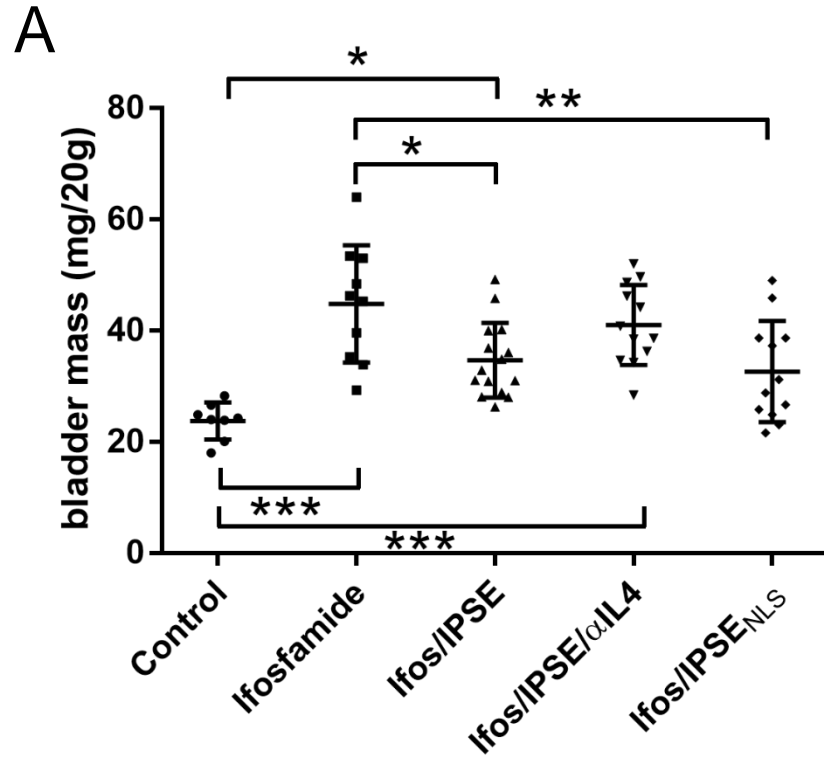 A
*
**
*
80
60
40
20
0
bladder mass (mg/20g)
***
***
Control
Ifosfamide
Ifos/IPSE
Ifos/IPSE/αIL4
Ifos/IPSENLS